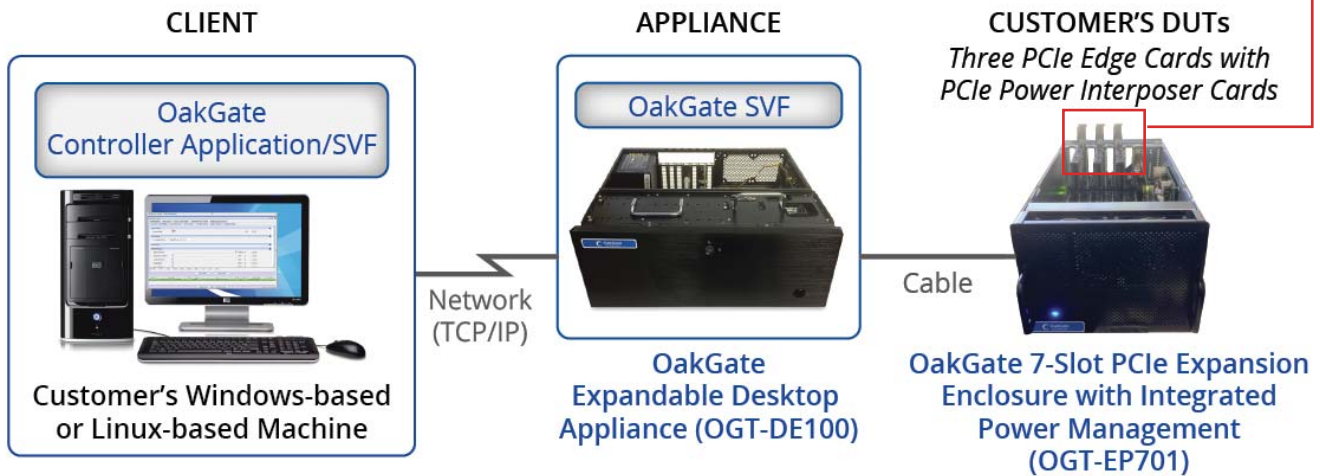 CLIENT
OakGate
Controller Application/SVF
Customer’s Windows-based
or Linux-based Machine
Network
(TCP/IP)
APPLIANCE
OakGate SVF
OakGate
Expandable Desktop
Appliance (OGT-DE100)
Cable
CUSTOMER’S DUTs
Three PCIe Edge Cards with
PCIe Power Interposer Cards
OakGate 7-Slot PCIe Expansion
Enclosure with Integrated
Power Management
(OGT-EP701)